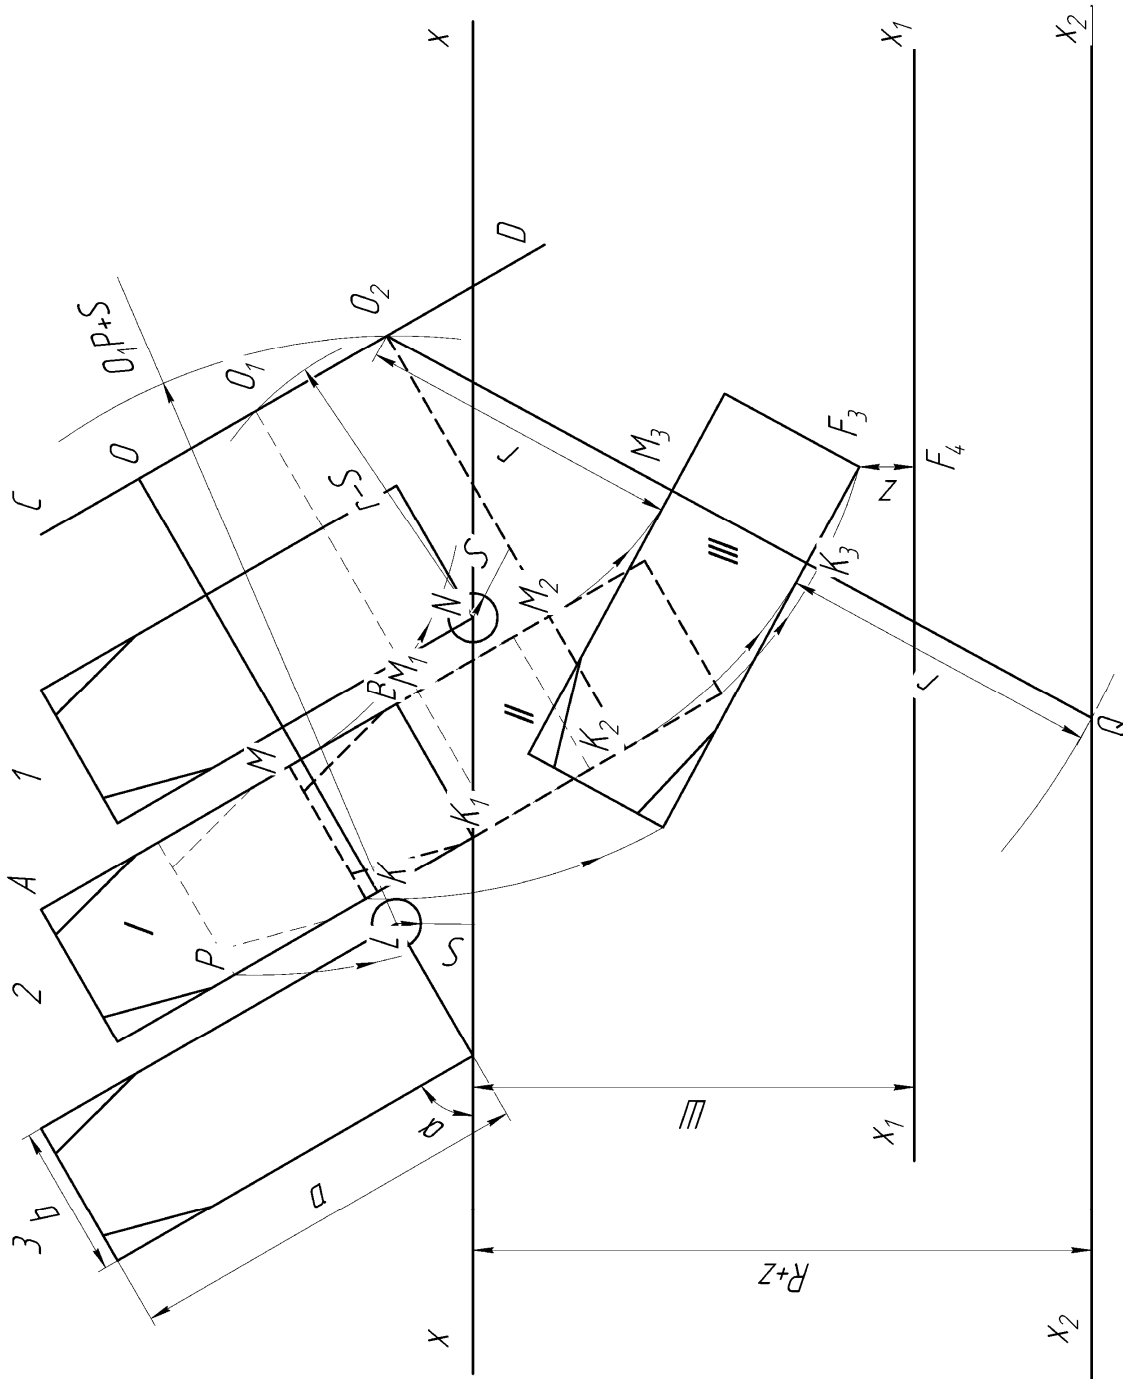 C
O
O₁P+S
O₁
O₂
D
x
x₁
x₂
1
2
3
A
I
P
M
B
M₁
N
r-S
S
M₂
r
M₃
F₃
F₄
z
III
K₃
II
K₂
K₁
K
L
S
b
a
α
Ш
x₁
r
Q
R+z
x
x₂